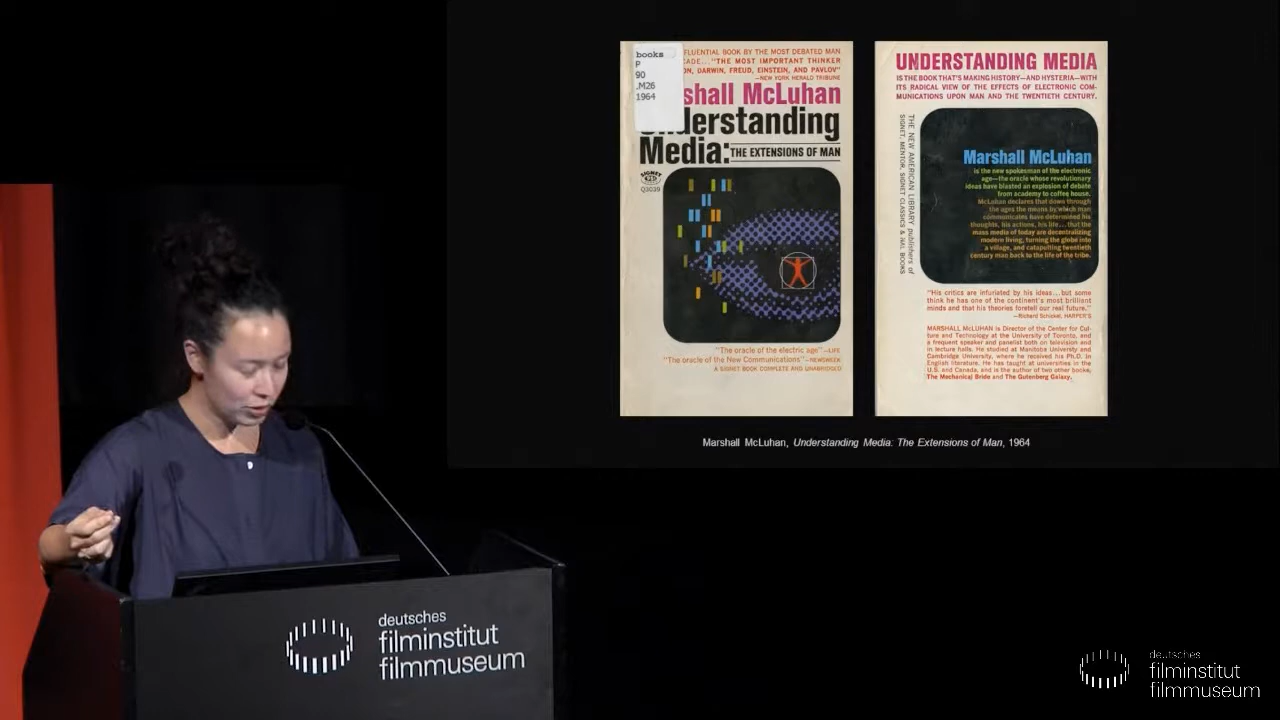 books
P
90
.M26
1964
FLUENTIAL BOOK BY THE MOST DEBATED MAN
CADE..."THE MOST IMPORTANT THINKER
ON, DARWIN, FREUD, EINSTEIN, AND PAVLOV"
—NEW YORK HERALD TRIBUNE
shall McLuhan
Understanding
Media: THE EXTENSIONS OF MAN
SIGNET
Q3039
"The oracle of the electric age"—LIFE
"The oracle of the New Communications"—NEWSWEEK
A SIGNET BOOK COMPLETE AND UNABRIDGED
UNDERSTANDING MEDIA
IS THE BOOK THAT'S MAKING HISTORY—AND HYSTERIA—WITH
ITS RADICAL VIEW OF THE EFFECTS OF ELECTRONIC COM-
MUNICATIONS UPON MAN AND THE TWENTIETH CENTURY.
THE NEW AMERICAN LIBRARY publishers of
SIGNET, MENTOR, SIGNET CLASSICS & NAL BOOKS
Marshall McLuhan
is the new spokesman of the electronic
age—the oracle whose revolutionary
ideas have blasted an explosion of debate
from academy to coffee house.
McLuhan declares that down through
the ages the means by which man
communicates have determined his
thoughts, his actions, his life...that the
mass media of today are decentralizing
modern living, turning the globe into
a village, and catapulting twentieth
century man back to the life of the tribe.
"His critics are infuriated by his ideas...but some
think he has one of the continent's most brilliant
minds and that his theories foretell our real future."
—Richard Schickel, HARPER'S
MARSHALL McLUHAN is Director of the Center for Cul-
ture and Technology at the University of Toronto, and
a frequent speaker and panelist both on television and
in lecture halls. He studied at Manitoba University and
Cambridge University, where he received his Ph.D. in
English literature. He has taught at universities in the
U.S. and Canada, and is the author of two other books,
The Mechanical Bride and The Gutenberg Galaxy.
Marshall McLuhan, Understanding Media: The Extensions of Man, 1964
deutsches
filminstitut
filmmuseum
deutsches
filminstitut
filmmuseum